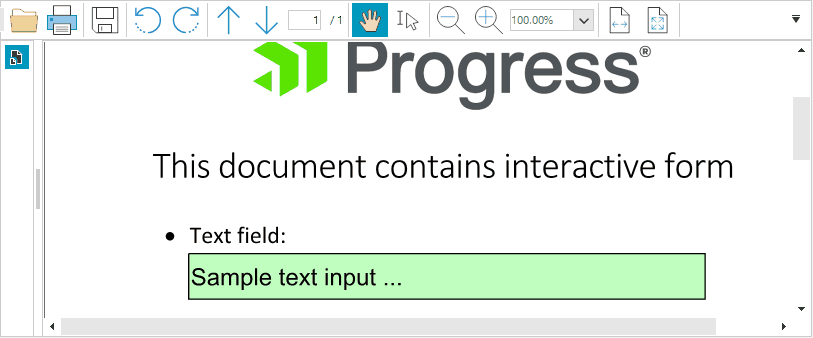 1 / 1 100.00%
Progress®
This document contains interactive form
• Text field:
Sample text input ...